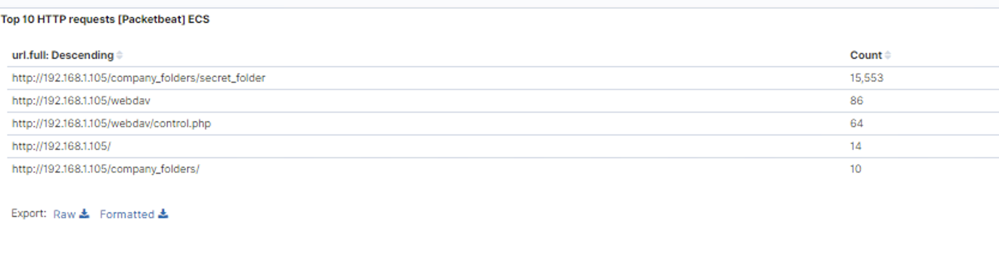 Top 10 HTTP requests [Packetbeat] ECS
url.full: Descending Count
http://192.168.1.105/company_folders/secret_folder 15,553
http://192.168.1.105/webdav 86
http://192.168.1.105/webdav/control.php 64
http://192.168.1.105/ 14
http://192.168.1.105/company_folders/ 10
Export: Raw Formatted